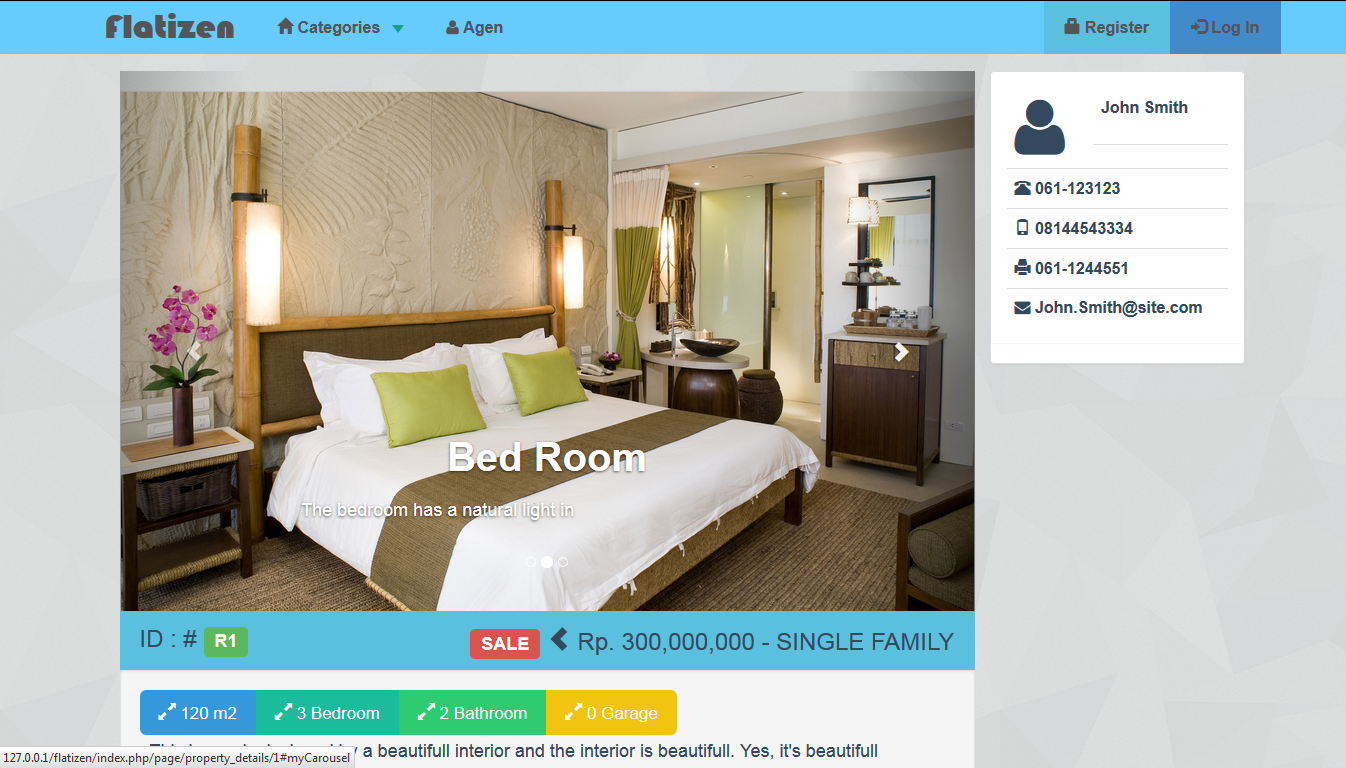 Flatizen
Categories
Agen
Register
Log In
John Smith
061-123123
08144543334
061-1244551
John.Smith@site.com
Bed Room
The bedroom has a natural light in
ID : # R1
SALE Rp. 300,000,000 - SINGLE FAMILY
120 m2
3 Bedroom
2 Bathroom
0 Garage
a beautifull interior and the interior is beautifull. Yes, it's beautifull
127.0.0.1/flatizen/index.php/page/property_details/1#myCarousel